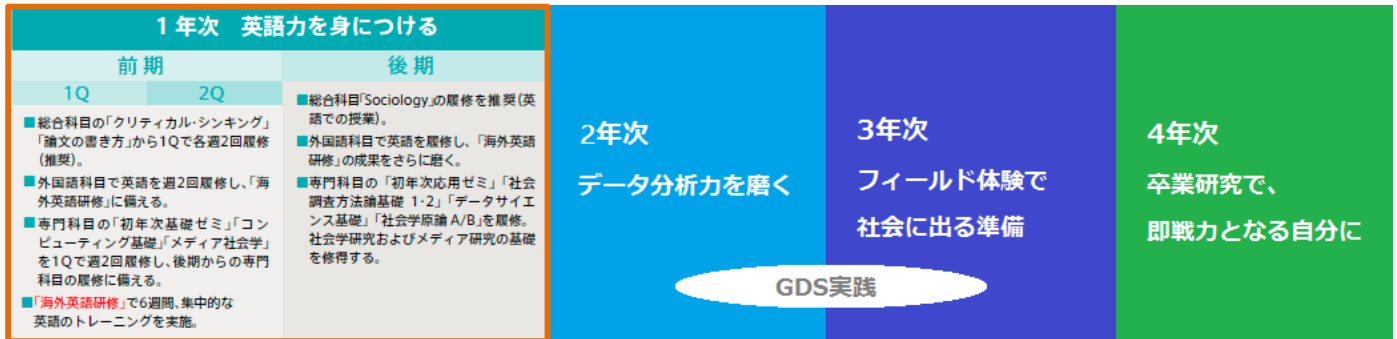 1年次 英語力を身につける
前期
1Q
2Q
■総合科目の「クリティカル・シンキング」
「論文の書き方」から1Qで各週2回履修
(推奨)。
■外国語科目で英語を週2回履修し、「海
外英語研修」に備える。
■専門科目の「初年次基礎ゼミ」「コン
ピューティング基礎」「メディア社会学」
を1Qで週2回履修し、後期からの専門
科目の履修に備える。
■「海外英語研修」で6週間、集中的な
英語のトレーニングを実施。
後期
■総合科目「Sociology」の履修を推奨(英
語での授業)。
■外国語科目で英語を履修し、「海外英語
研修」の成果をさらに磨く。
■専門科目の「初年次応用ゼミ」「社会
調査方法論基礎 1・2」「データサイエ
ンス基礎」「社会学原論 A/B」を履修。
社会学研究およびメディア研究の基礎
を修得する。
2年次
データ分析力を磨く
3年次
フィールド体験で
社会に出る準備
GDS実践
4年次
卒業研究で、
即戦力となる自分に